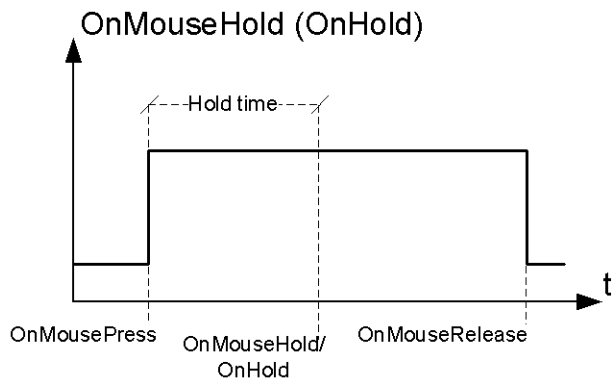 OnMouseHold (OnHold)
Hold time
t
OnMousePress
OnMouseHold/
OnHold
OnMouseRelease